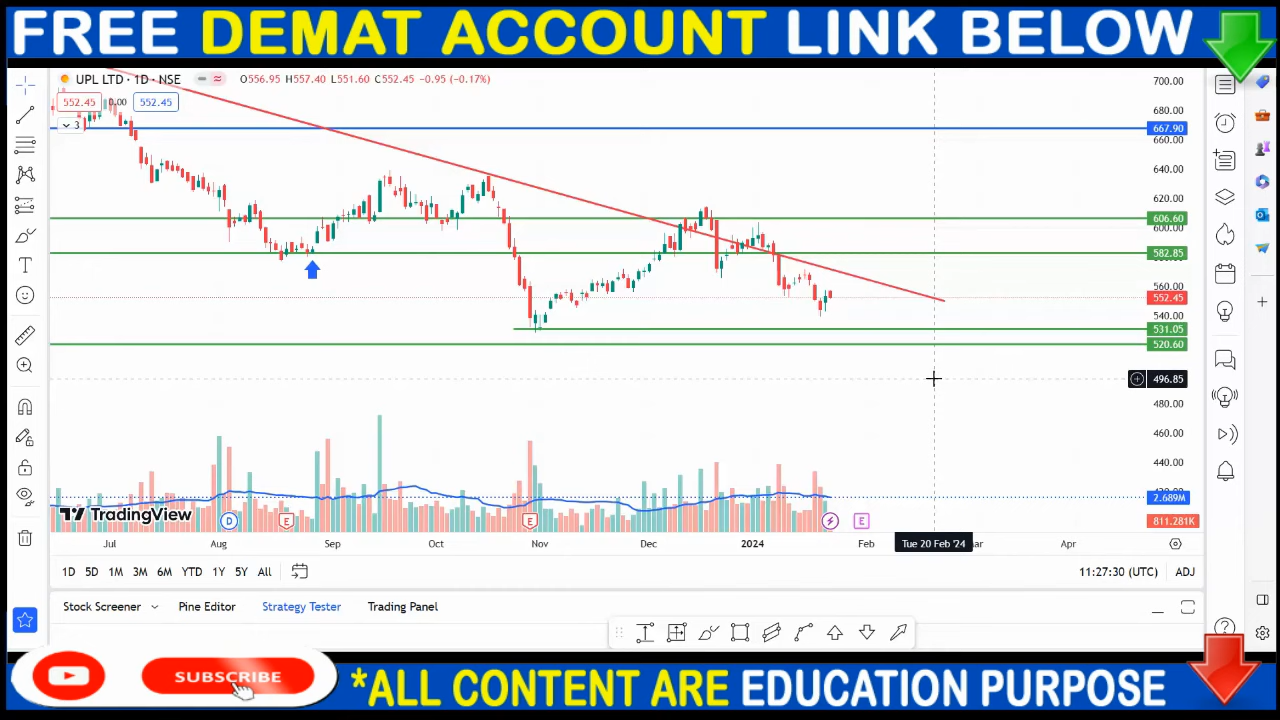 FREE DEMAT ACCOUNT LINK BELOW
UPL LTD · 1D · NSE O556.95 H557.40 L551.60 C552.45 -0.95 (-0.17%)
552.45 0.00 552.45
3
700.00
680.00
667.90
660.00
640.00
620.00
606.60
600.00
582.85
560.00
552.45
540.00
531.05
520.60
496.85
480.00
460.00
440.00
2.689M
811.281K
TradingView
D E E E
Jul Aug Sep Oct Nov Dec 2024 Feb Tue 20 Feb '24 Apr
1D 5D 1M 3M 6M YTD 1Y 5Y All 11:27:30 (UTC) ADJ
Stock Screener Pine Editor Strategy Tester Trading Panel
SUBSCRIBE
*ALL CONTENT ARE EDUCATION PURPOSE